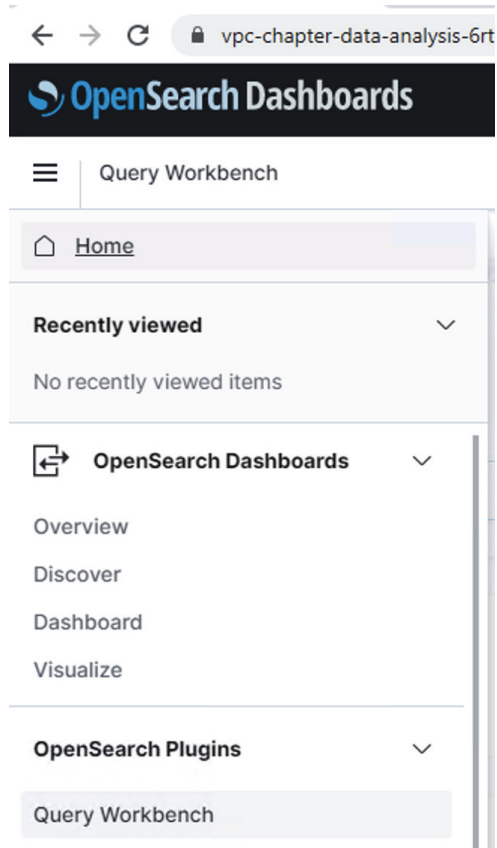 vpc-chapter-data-analysis-6rt
OpenSearch Dashboards
Query Workbench
Home
Recently viewed
No recently viewed items
OpenSearch Dashboards
Overview
Discover
Dashboard
Visualize
OpenSearch Plugins
Query Workbench